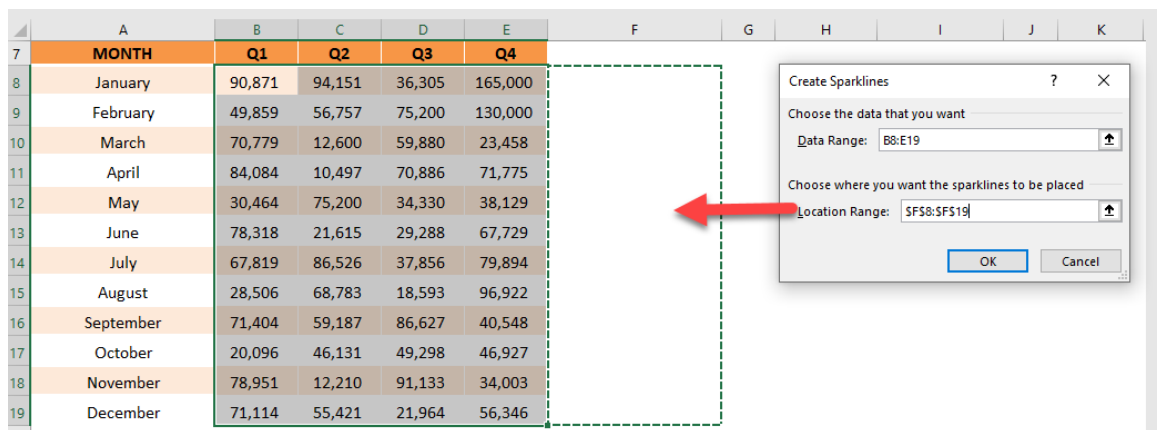 A B C D E F G H I J K
7 MONTH Q1 Q2 Q3 Q4
8 January 90,871 94,151 36,305 165,000
9 February 49,859 56,757 75,200 130,000
10 March 70,779 12,600 59,880 23,458
11 April 84,084 10,497 70,886 71,775
12 May 30,464 75,200 34,330 38,129
13 June 78,318 21,615 29,288 67,729
14 July 67,819 86,526 37,856 79,894
15 August 28,506 68,783 18,593 96,922
16 September 71,404 59,187 86,627 40,548
17 October 20,096 46,131 49,298 46,927
18 November 78,951 12,210 91,133 34,003
19 December 71,114 55,421 21,964 56,346
Create Sparklines ?
Choose the data that you want
Data Range: B8:E19
Choose where you want the sparklines to be placed
Location Range: $F$8:$F$19
OK Cancel